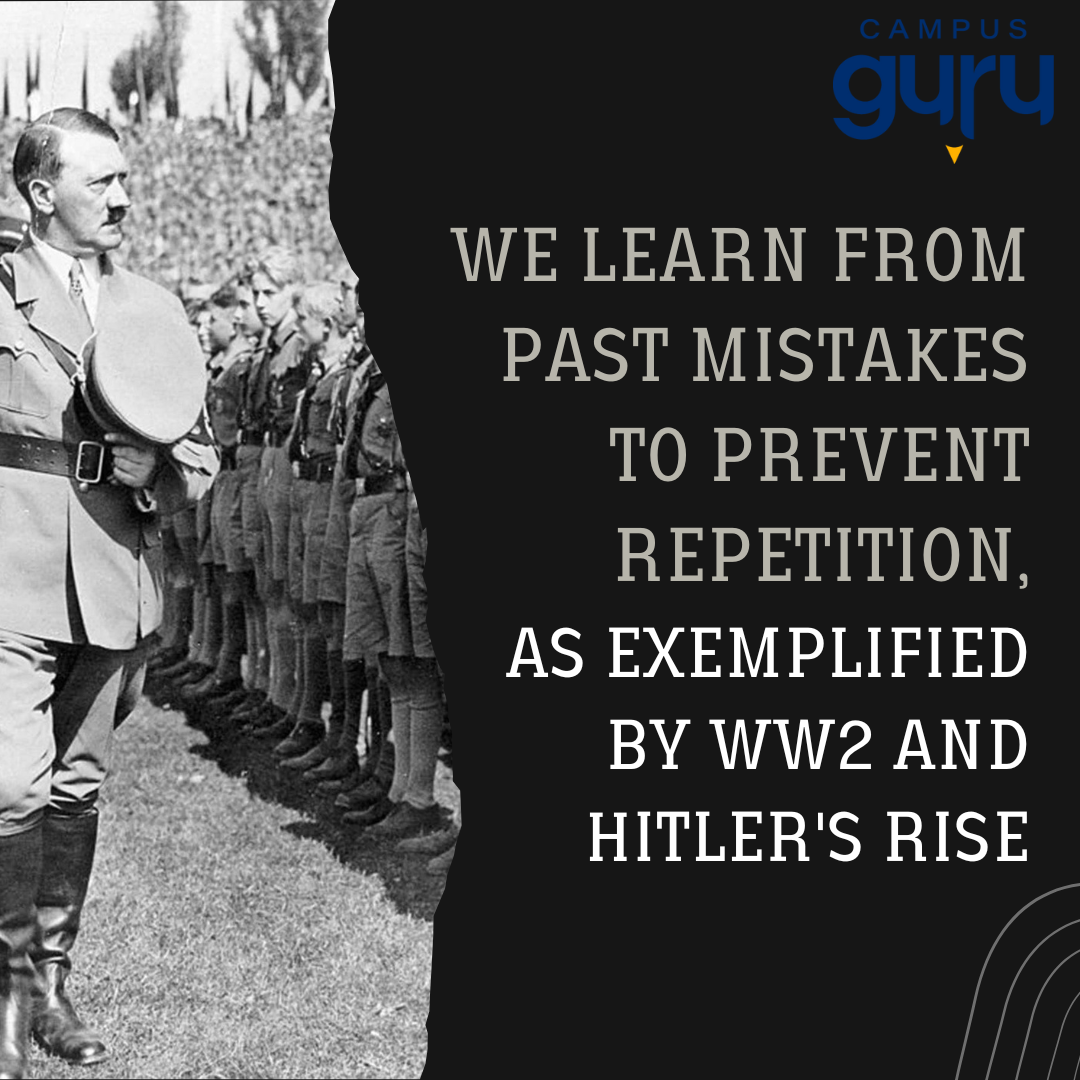 CAMPUS
guru
WE LEARN FROM
PAST MISTAKES
TO PREVENT
REPETITION,
AS EXEMPLIFIED
BY WW2 AND
HITLER'S RISE